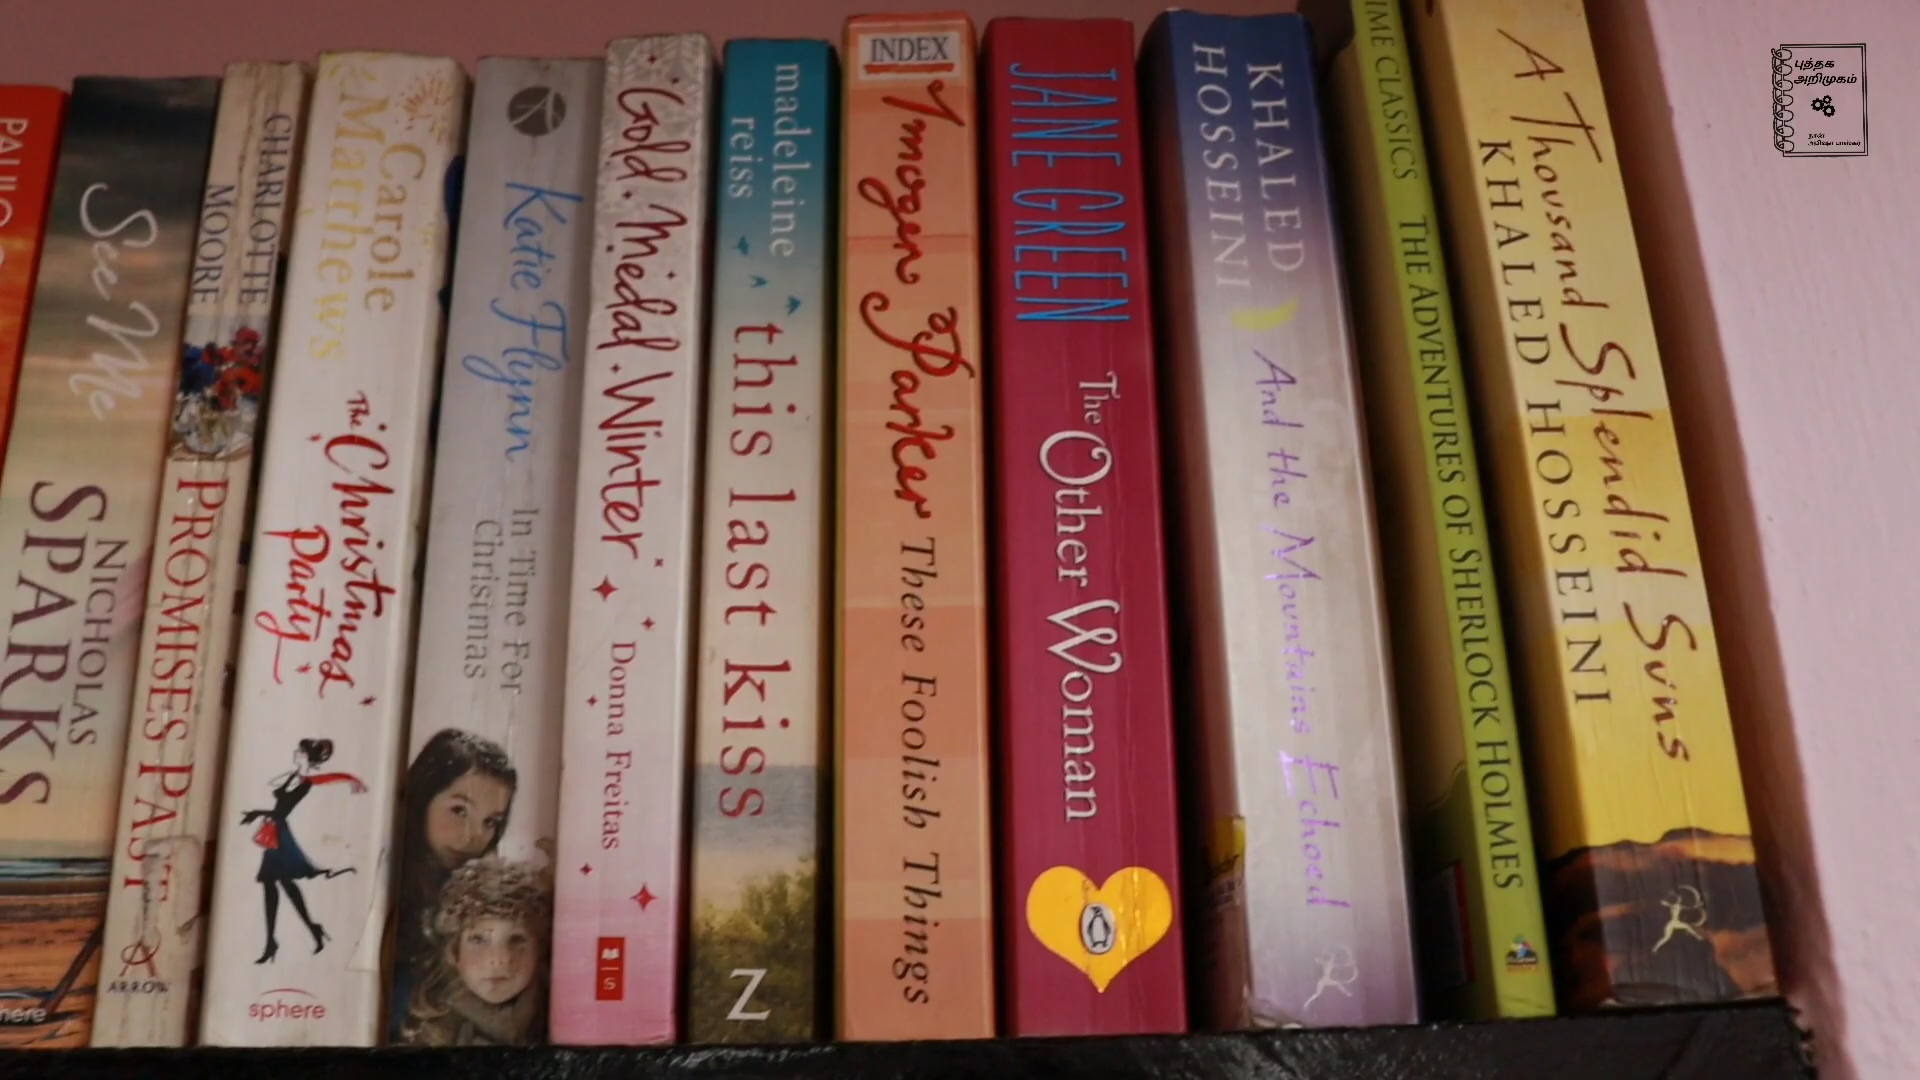 See Me
NICHOLAS
SPARKS
CHARLOTTE
MOORE
PROMISES PAST
ARROW
Carole
Matthews
The Christmas
Party
sphere
Katie Flynn
In Time For
Christmas
Gold. Medal. Winter
Donna Freitas
S
madeleine
reiss
this last kiss
Z
INDEX
Imogen Parker These Foolish Things
JANE GREEN
The Other Woman
KHALED
HOSSEINI
And the Mountains Echoed
CLASSICS THE ADVENTURES OF SHERLOCK HOLMES
A Thousand Splendid Suns
KHALED HOSSEINI
புத்தக
அறிமுகம்